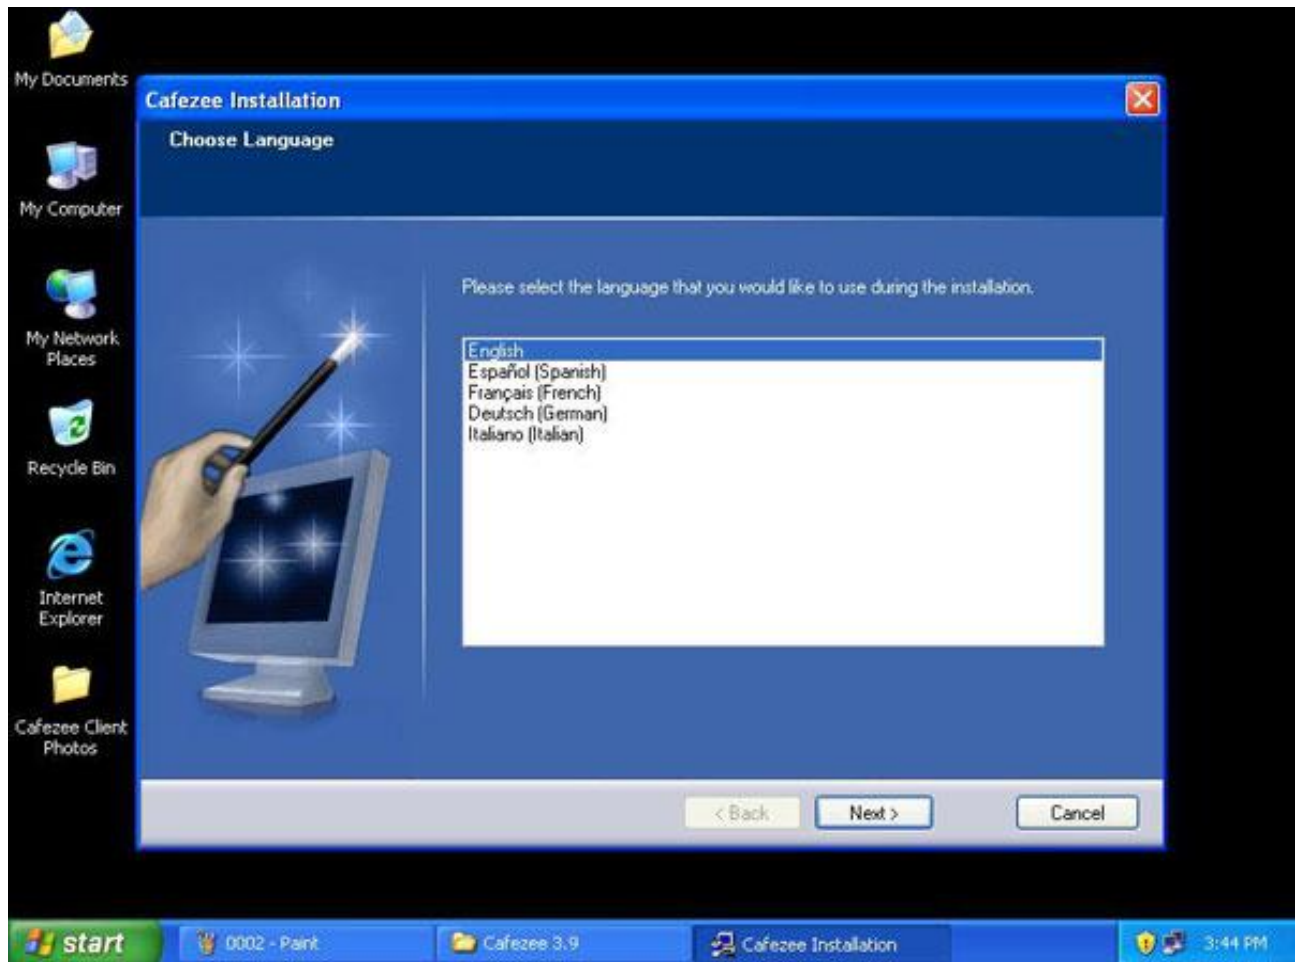 My Documents
My Computer
My Network
Places
Recycle Bin
Internet
Explorer
Cafezee Client
Photos
Cafezee Installation
Choose Language
Please select the language that you would like to use during the installation.
English
Español (Spanish)
Français (French)
Deutsch (German)
Italiano (Italian)
< Back
Next >
Cancel
start
0002 - Paint
Cafezee 3.9
Cafezee Installation
3:44 PM